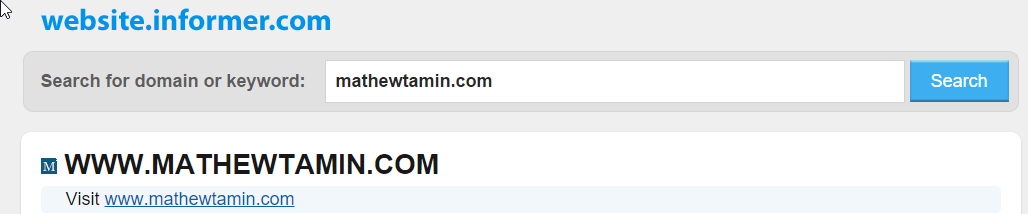 website.informer.com
Search for domain or keyword: mathewtamin.com Search
M WWW.MATHEWTAMIN.COM
Visit www.mathewtamin.com